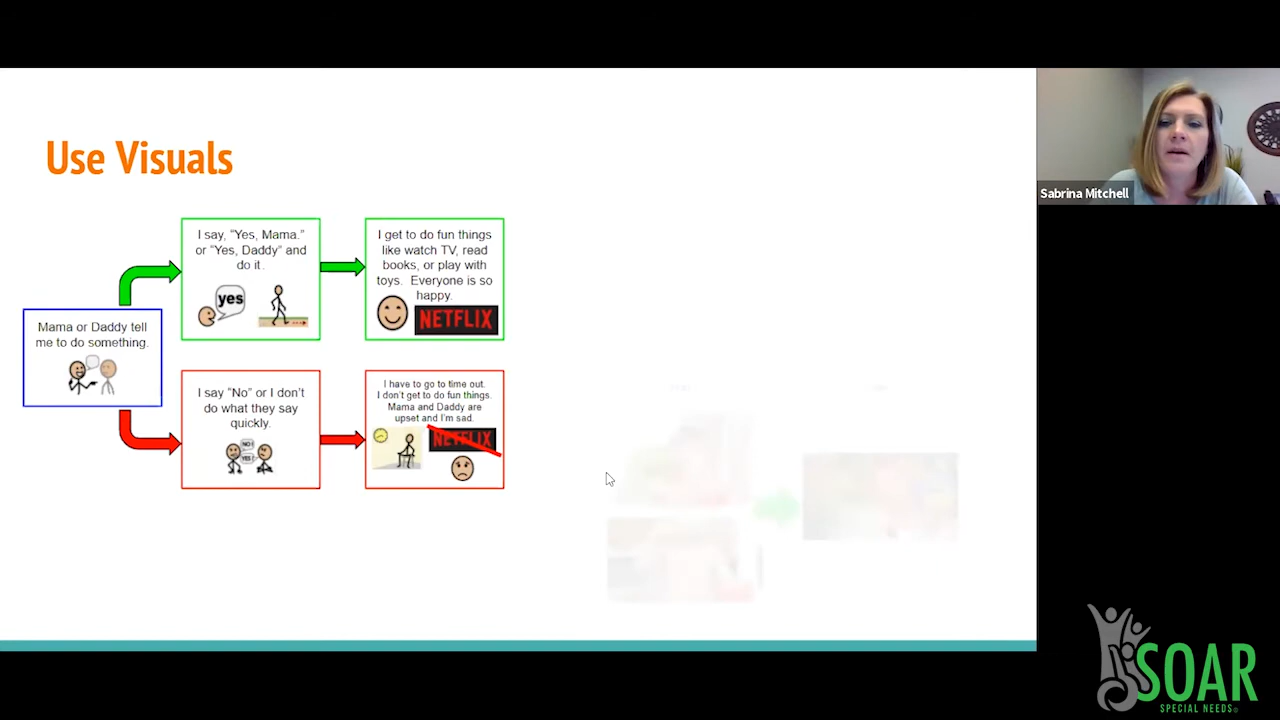 Use Visuals
Mama or Daddy tell
me to do something.
I say, “Yes, Mama.”
or “Yes, Daddy” and
do it.
yes
I get to do fun things
like watch TV, read
books, or play with
toys. Everyone is so
happy.
NETFLIX
I say “No” or I don’t
do what they say
quickly.
NO!
YES!
I have to go to time out.
I don’t get to do fun things.
Mama and Daddy are
upset and I’m sad.
NETFLIX
Sabrina Mitchell
SOAR
SPECIAL NEEDS